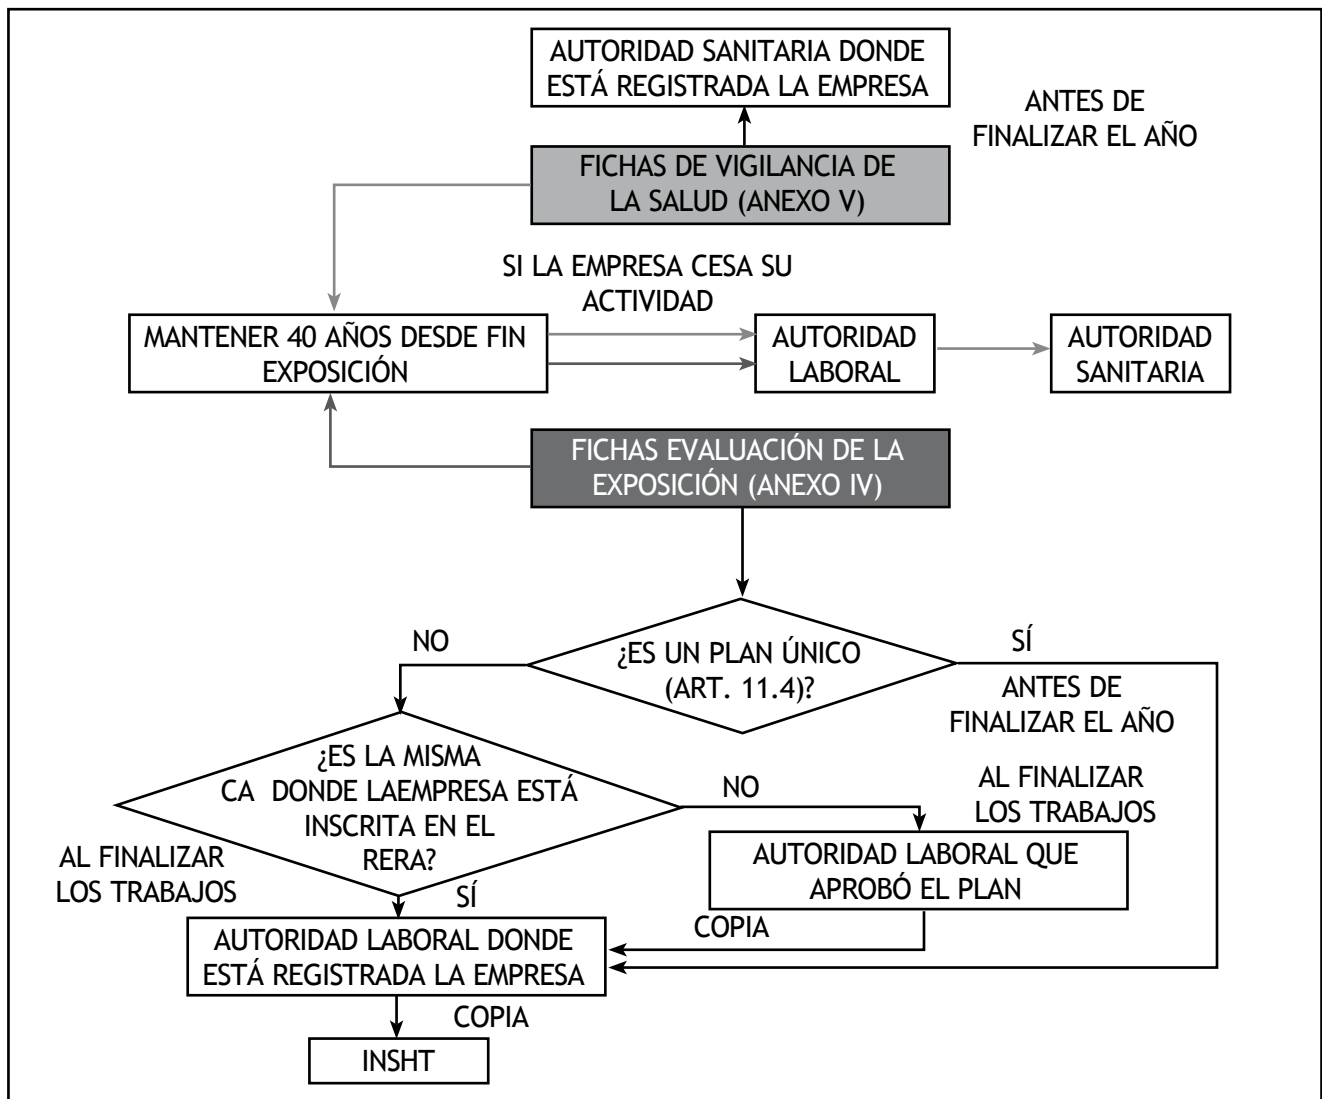 AUTORIDAD SANITARIA DONDE
ESTÁ REGISTRADA LA EMPRESA
ANTES DE
FINALIZAR EL AÑO
FICHAS DE VIGILANCIA DE
LA SALUD (ANEXO V)
SI LA EMPRESA CESA SU
ACTIVIDAD
MANTENER 40 AÑOS DESDE FIN
EXPOSICIÓN
AUTORIDAD
LABORAL
AUTORIDAD
SANITARIA
FICHAS EVALUACIÓN DE LA
EXPOSICIÓN (ANEXO IV)
NO
¿ES UN PLAN ÚNICO
(ART. 11.4)?
SÍ
ANTES DE
FINALIZAR EL AÑO
¿ES LA MISMA
CA DONDE LAEMPRESA ESTÁ
INSCRITA EN EL
RERA?
NO
AL FINALIZAR
LOS TRABAJOS
AL FINALIZAR
LOS TRABAJOS
SÍ
AUTORIDAD LABORAL QUE
APROBÓ EL PLAN
COPIA
AUTORIDAD LABORAL DONDE
ESTÁ REGISTRADA LA EMPRESA
COPIA
INSHT